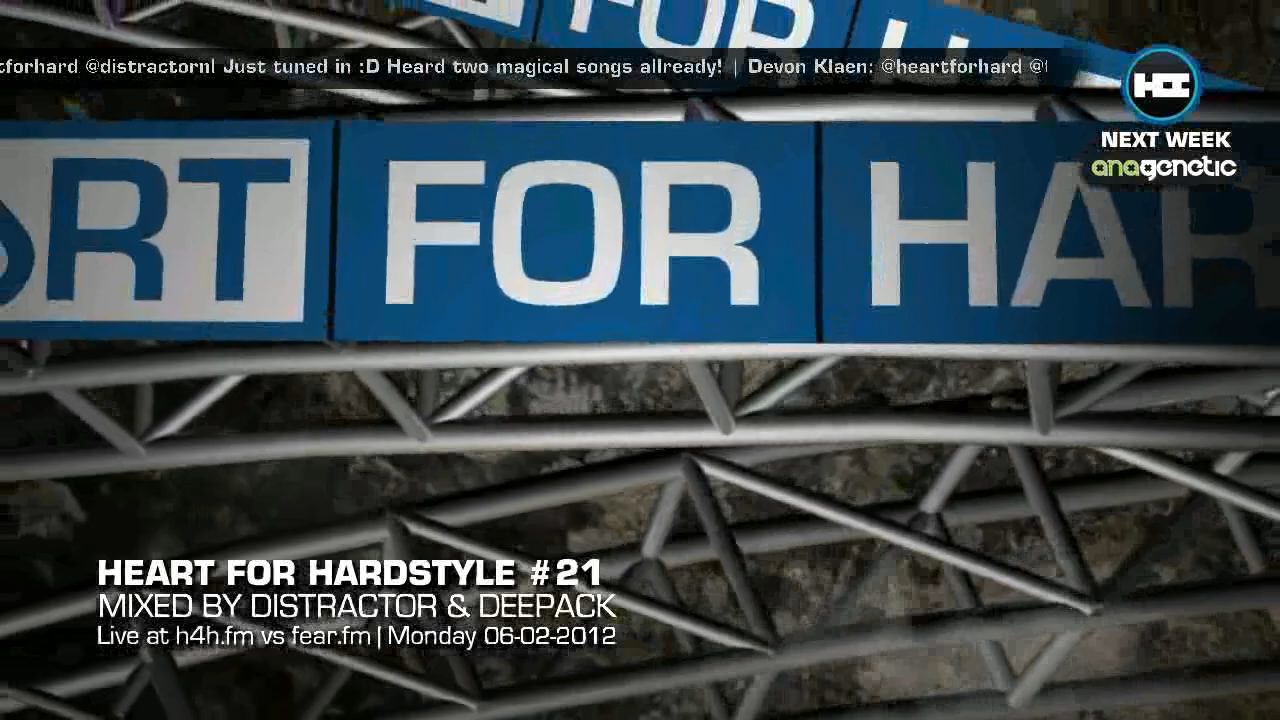 FOR
tforhard @distractornl Just tuned in :D Heard two magical songs allready! | Devon Klaen: @heartforhard @
NEXT WEEK
anagenetic
RT FOR HAR
HEART FOR HARDSTYLE #21
MIXED BY DISTRACTOR & DEEPACK
Live at h4h.fm vs fear.fm | Monday 06-02-2012